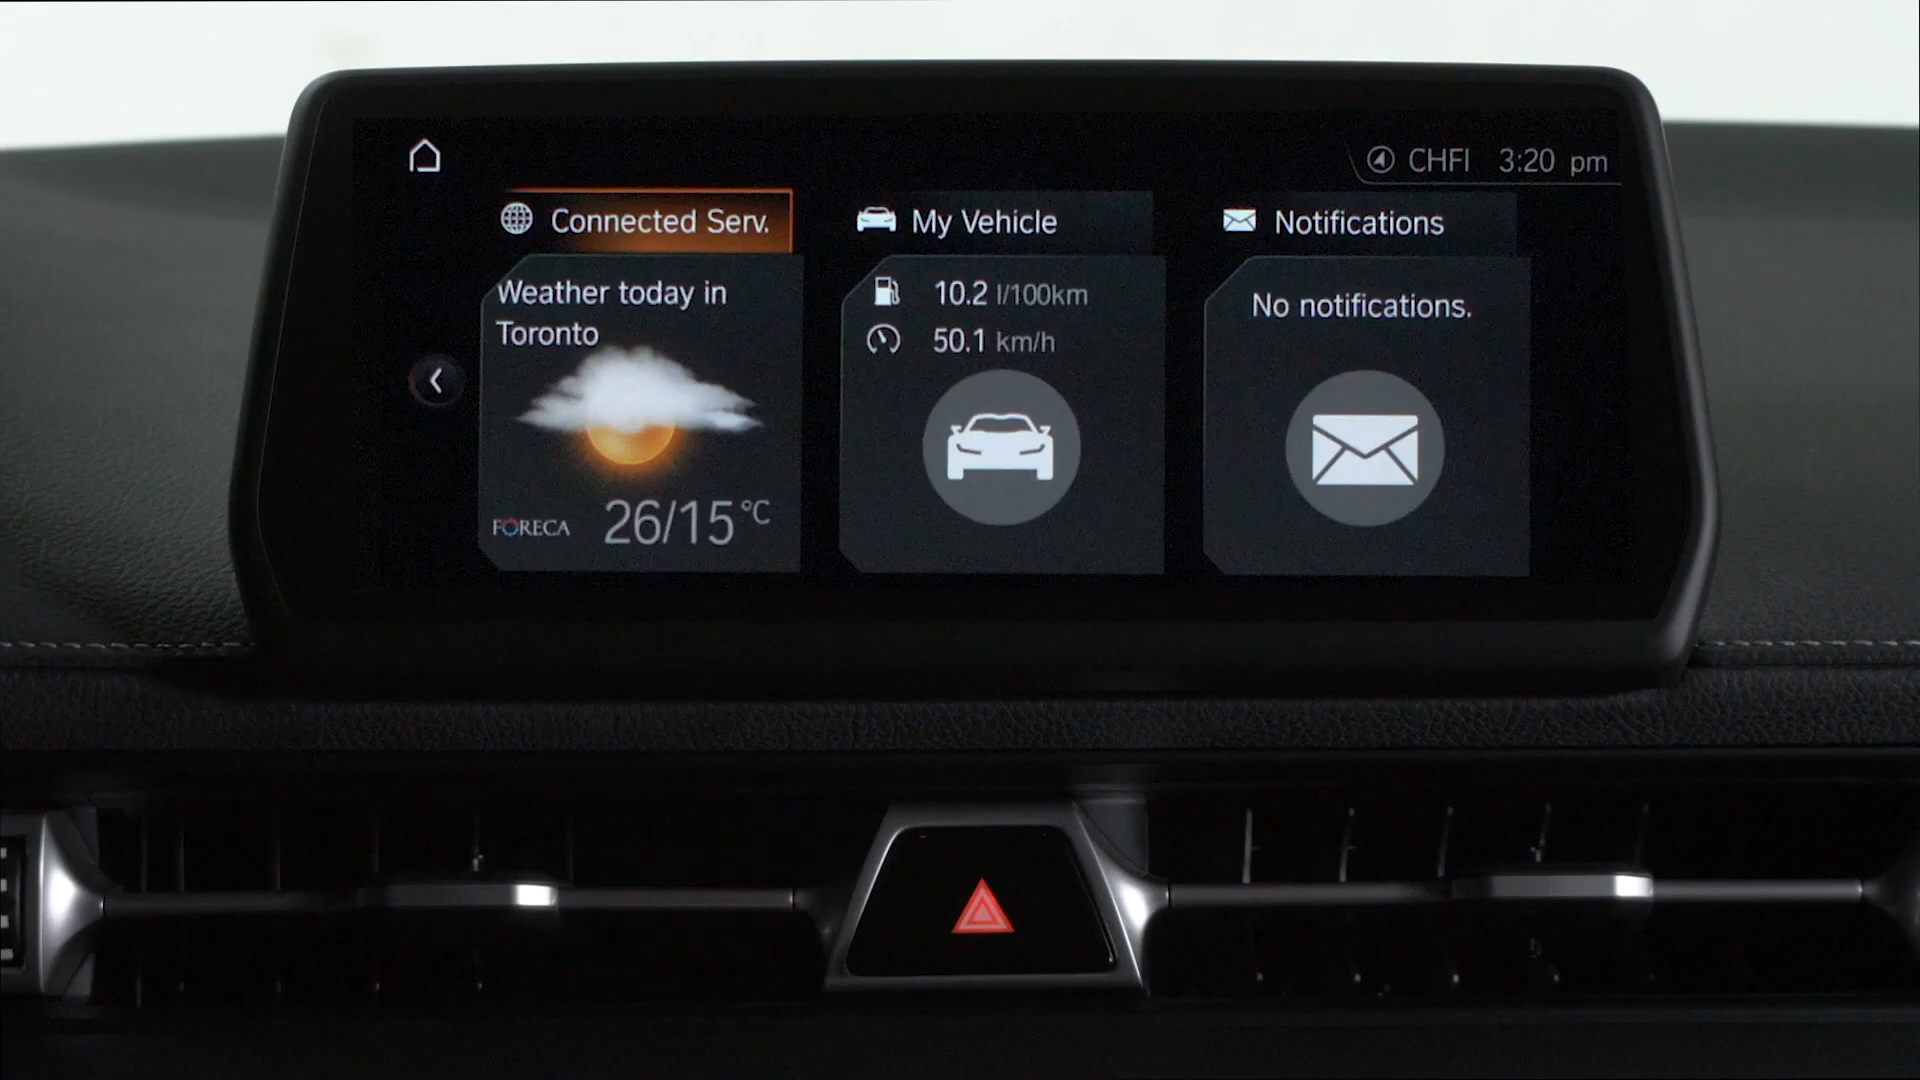 CHFI 3:20 pm
Connected Serv.
My Vehicle
Notifications
Weather today in
Toronto
FORECA
26/15°C
10.2 l/100km
50.1 km/h
No notifications.